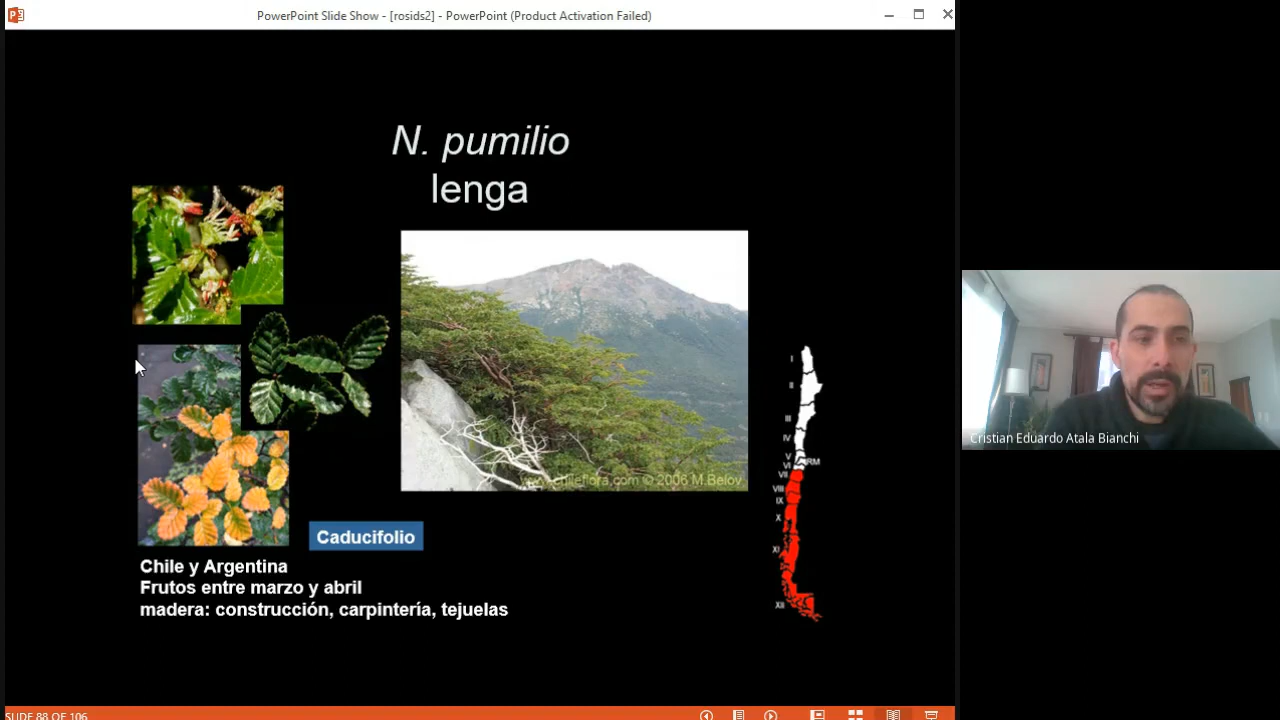 PowerPoint Slide Show - [rosids2] - PowerPoint (Product Activation Failed)
N. pumilio
lenga
www.chileflora.com © 2006 M.Belov
I
II
III
IV
V
RM
VI
VII
VIII
IX
X
XI
XII
Caducifolio
Chile y Argentina
Frutos entre marzo y abril
madera: construcción, carpintería, tejuelas
Cristian Eduardo Atala Bianchi
SLIDE 88 OF 106